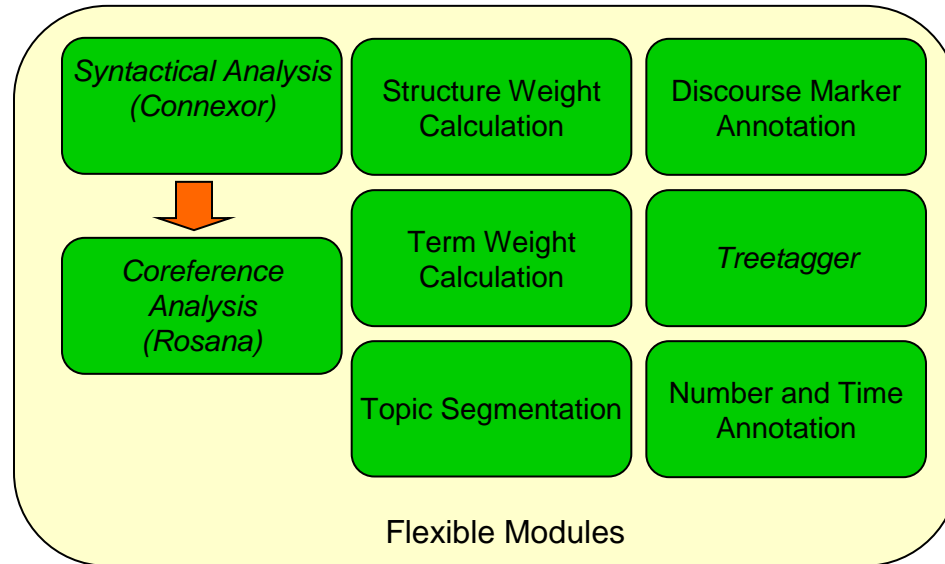 Syntactical Analysis
(Connexor)
Structure Weight
Calculation
Discourse Marker
Annotation
Coreference
Analysis
(Rosana)
Term Weight
Calculation
Treetagger
Topic Segmentation
Number and Time
Annotation
Flexible Modules